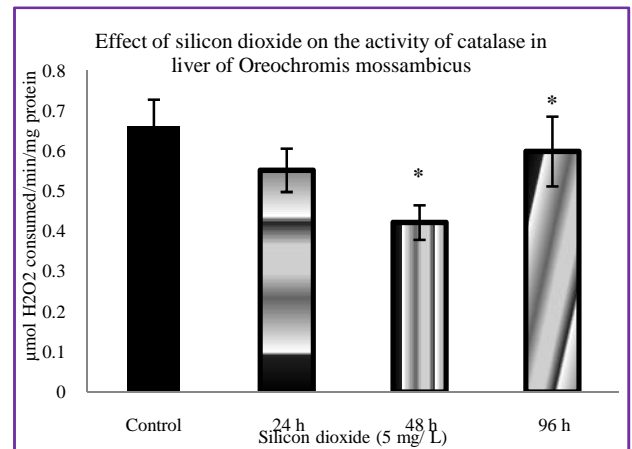 Effect of silicon dioxide on the activity of catalase in
liver of Oreochromis mossambicus
µmol H2O2 consumed/min/mg protein
0.8
0.7
0.6
0.5
0.4
0.3
0.2
0.1
0
*
*
Control 24 h 48 h 96 h
Silicon dioxide (5 mg/ L)